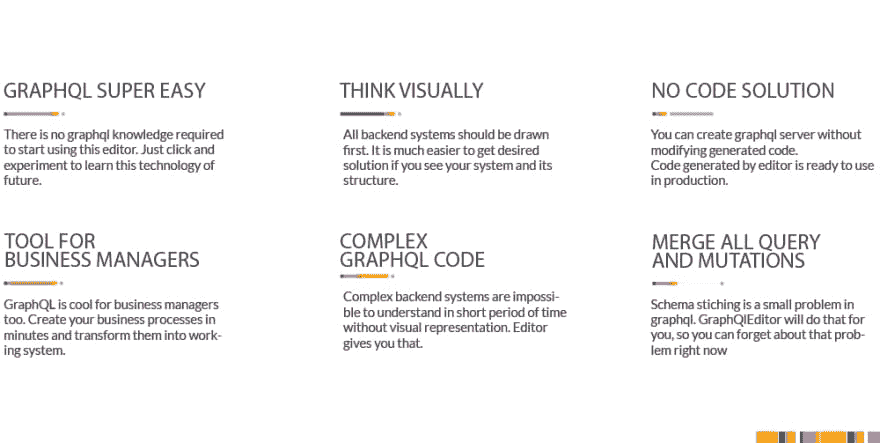 GRAPHQL SUPER EASY
There is no graphql knowledge required
to start using this editor. Just click and
experiment to learn this technology of
future.
THINK VISUALLY
All backend systems should be drawn
first. It is much easier to get desired
solution if you see your system and its
structure.
NO CODE SOLUTION
You can create graphql server without
modifying generated code.
Code generated by editor is ready to use
in production.
TOOL FOR
BUSINESS MANAGERS
GraphQL is cool for business managers
too. Create your business processes in
minutes and transform them into work-
ing system.
COMPLEX
GRAPHQL CODE
Complex backend systems are impossi-
ble to understand in short period of time
without visual representation. Editor
gives you that.
MERGE ALL QUERY
AND MUTATIONS
Schema stiching is a small problem in
graphql. GraphQlEditor will do that for
you, so you can forget about that prob-
lem right now